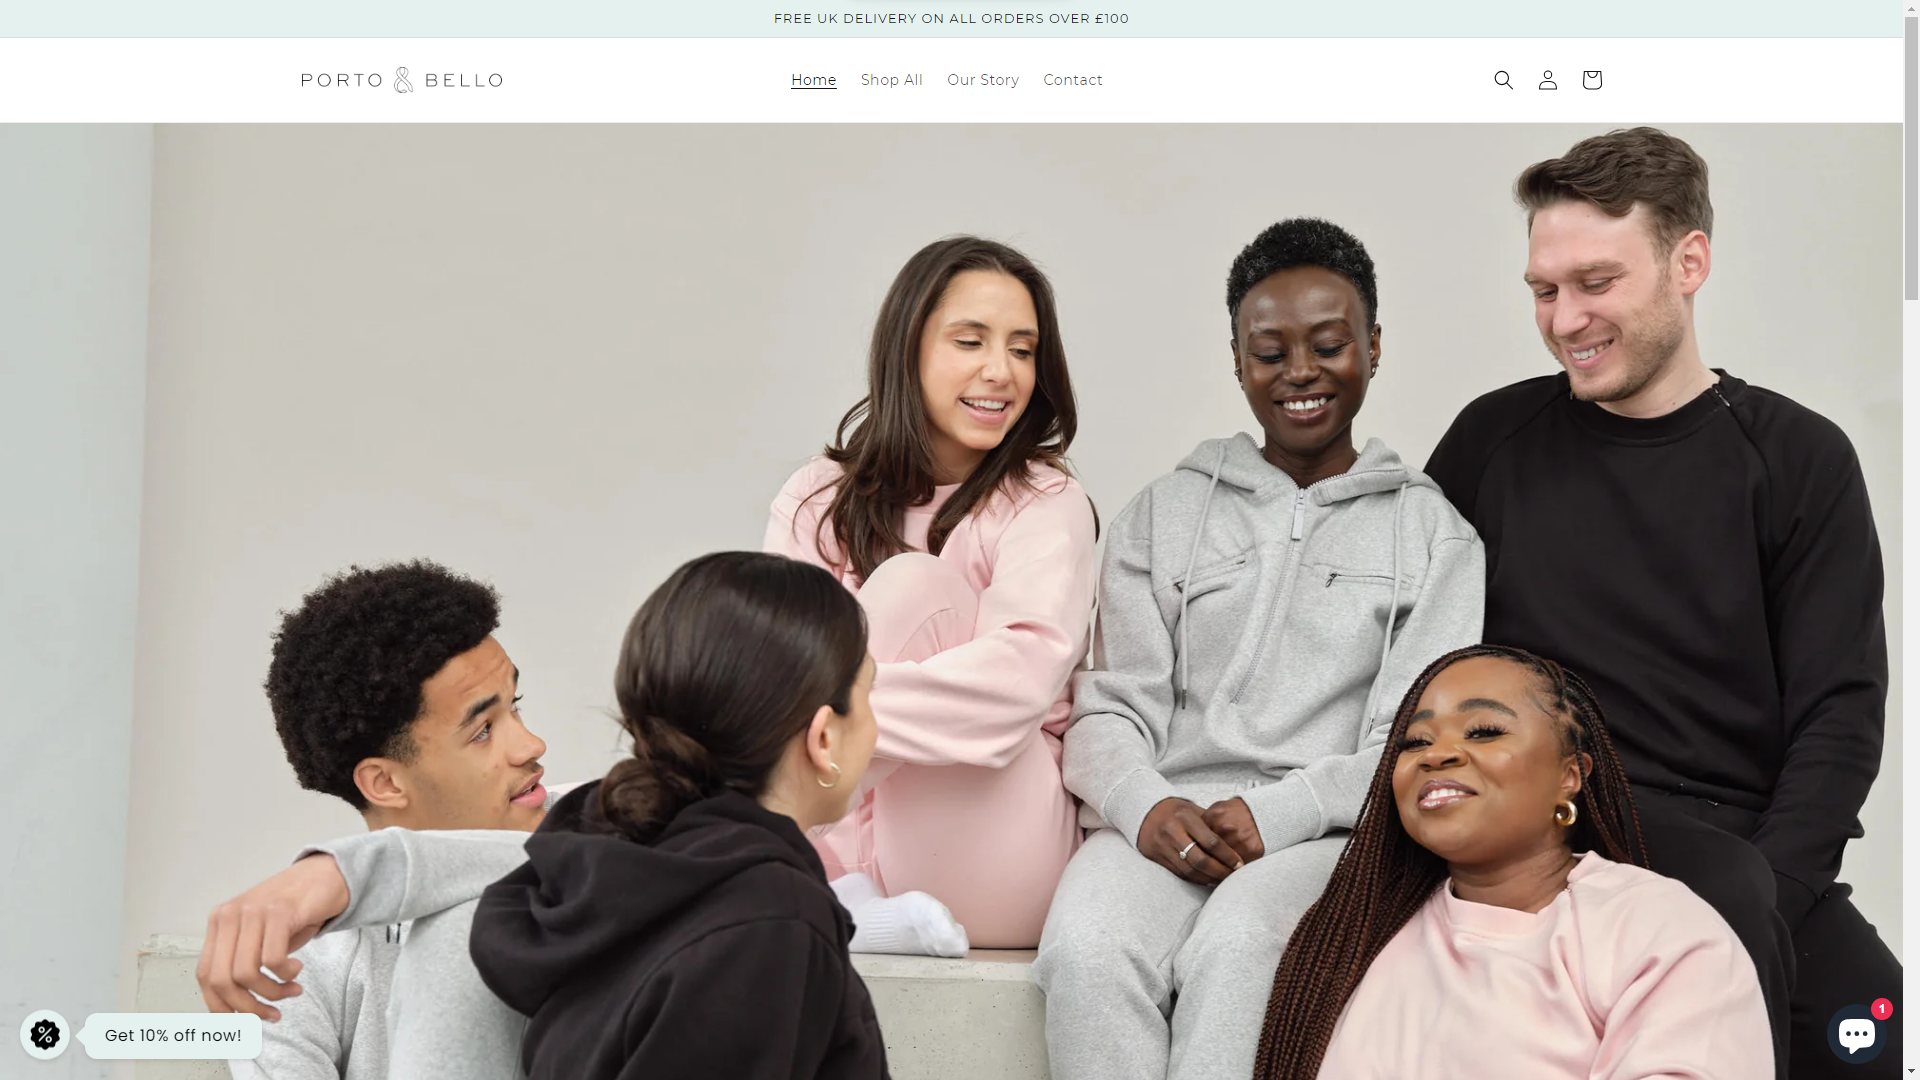 FREE UK DELIVERY ON ALL ORDERS OVER £100
PORTO & BELLO
Home
Shop All
Our Story
Contact
Get 10% off now!
1